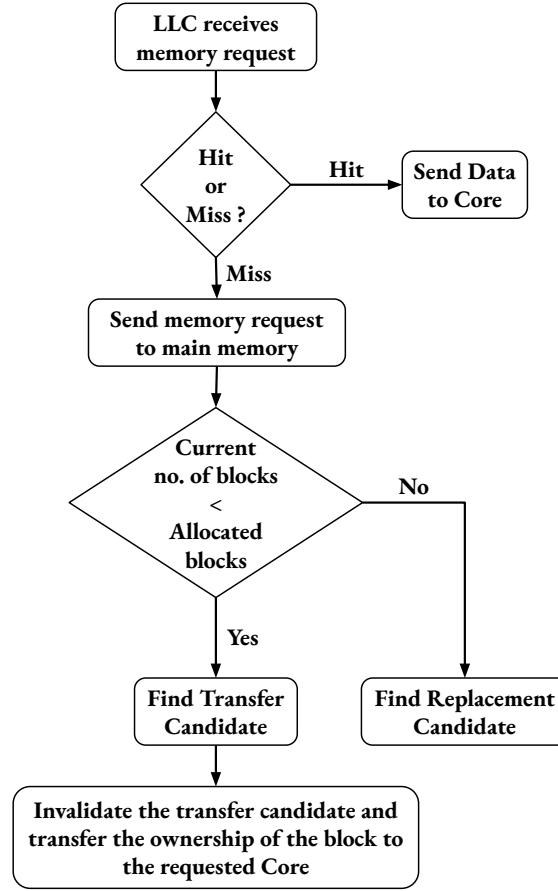 LLC receives
memory request
Hit
or
Miss ?
Hit
Send Data
to Core
Miss
Send memory request
to main memory
Current
no. of blocks
<
Allocated
blocks
No
Yes
Find Transfer
Candidate
Find Replacement
Candidate
Invalidate the transfer candidate and
transfer the ownership of the block to
the requested Core